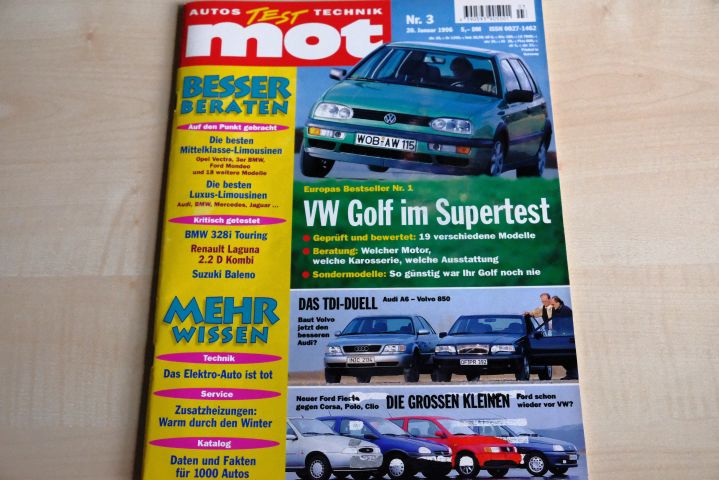 AUTOS TEST TECHNIK
mot
Nr. 3
20. Januar 1996 5,- DM ISSN 0027-1462
BESSER
BERATEN
Auf den Punkt gebracht
Die besten
Mittelklasse-Limousinen
Opel Vectra, 3er BMW,
Ford Mondeo
und 18 weitere Modelle
Die besten
Luxus-Limousinen
Audi, BMW, Mercedes, Jaguar ...
Kritisch getestet
BMW 328i Touring
Renault Laguna
2.2 D Kombi
Suzuki Baleno
MEHR
WISSEN
Technik
Das Elektro-Auto ist tot
Service
Zusatzheizungen:
Warm durch den Winter
Katalog
Daten und Fakten
für 1000 Autos
WOB AW 115
Europas Bestseller Nr. 1
VW Golf im Supertest
Geprüft und bewertet: 19 verschiedene Modelle
Beratung: Welcher Motor,
welche Karosserie, welche Ausstattung
Sondermodelle: So günstig war Ihr Golf noch nie
DAS TDI-DUELL Audi A6 – Volvo 850
Baut Volvo
jetzt den
besseren
Audi?
Neuer Ford Fiesta
gegen Corsa, Polo, Clio
DIE GROSSEN KLEINEN
Ford schon
wieder vor VW?